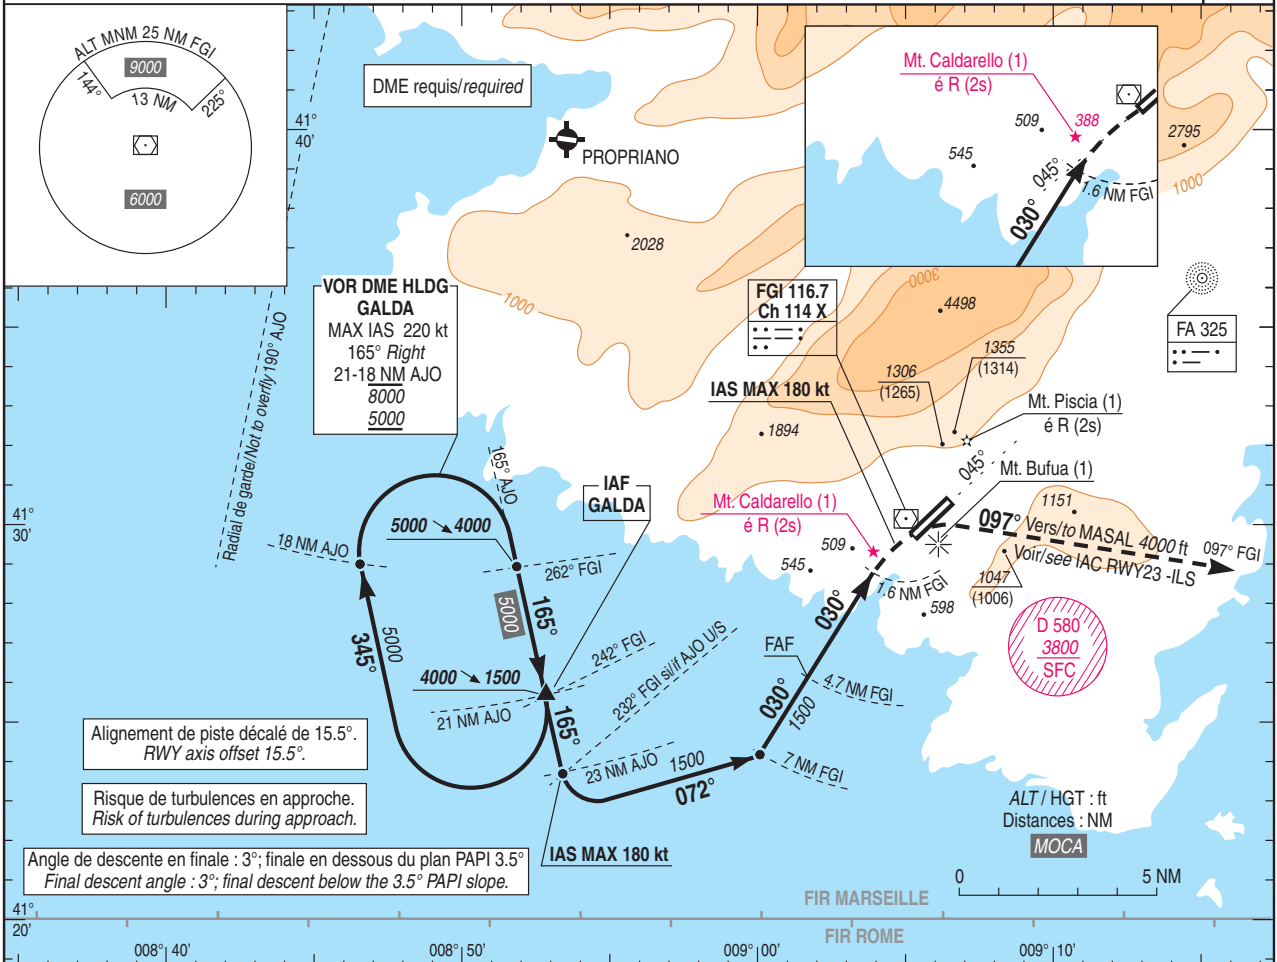 ALT MNM 25 NM FGI
9000
144°
13 NM
225°
6000
41°
40'
DME requis/required
PROPRIANO
2028
1000
Mt. Caldarello (1)
é R (2s)
509
388
545
045°
030°
1.6 NM FGI
2795
1000
VOR DME HLDG
GALDA
MAX IAS 220 kt
165° Right
21-18 NM AJO
8000
5000
Radial de garde/Not to overfly 190° AJO
FGI 116.7
Ch 114 X
3000
4498
FA 325
1306
(1265)
1355
(1314)
IAS MAX 180 kt
1894
Mt. Piscia (1)
é R (2s)
045°
Mt. Bufua (1)
165° AJO
IAF
GALDA
Mt. Caldarello (1)
é R (2s)
1151
41°
30'
5000 4000
18 NM AJO
262° FGI
509
545
097° Vers/to MASAL 4000 ft
097° FGI
Voir/see IAC RWY23 -ILS
1047
(1006)
1.6 NM FGI
598
5000
165°
345°
5000
030°
D 580
3800
SFC
242° FGI
232° FGI si/if AJO U/S
FAF
4000 1500
21 NM AJO
165°
030°
1500
4.7 NM FGI
Alignement de piste décalé de 15.5°.
RWY axis offset 15.5°.
23 NM AJO
1500
072°
7 NM FGI
Risque de turbulences en approche.
Risk of turbulences during approach.
ALT / HGT : ft
Distances : NM
MOCA
Angle de descente en finale : 3°; finale en dessous du plan PAPI 3.5°
Final descent angle : 3°; final descent below the 3.5° PAPI slope.
IAS MAX 180 kt
0
5 NM
FIR MARSEILLE
41°
20'
FIR ROME
008° 40'
008° 50'
009° 00'
009° 10'